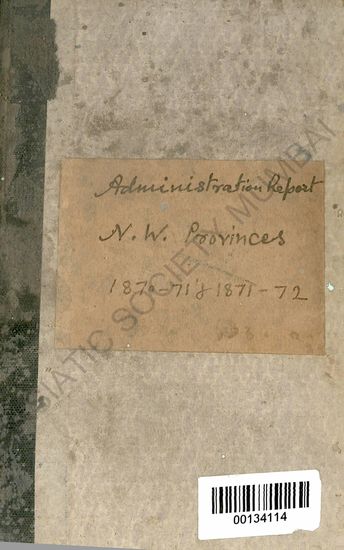 Administration Report
N. W. Provinces
1870-71 & 1871-72
ASIATIC SOCIETY MUMBAI
00134114